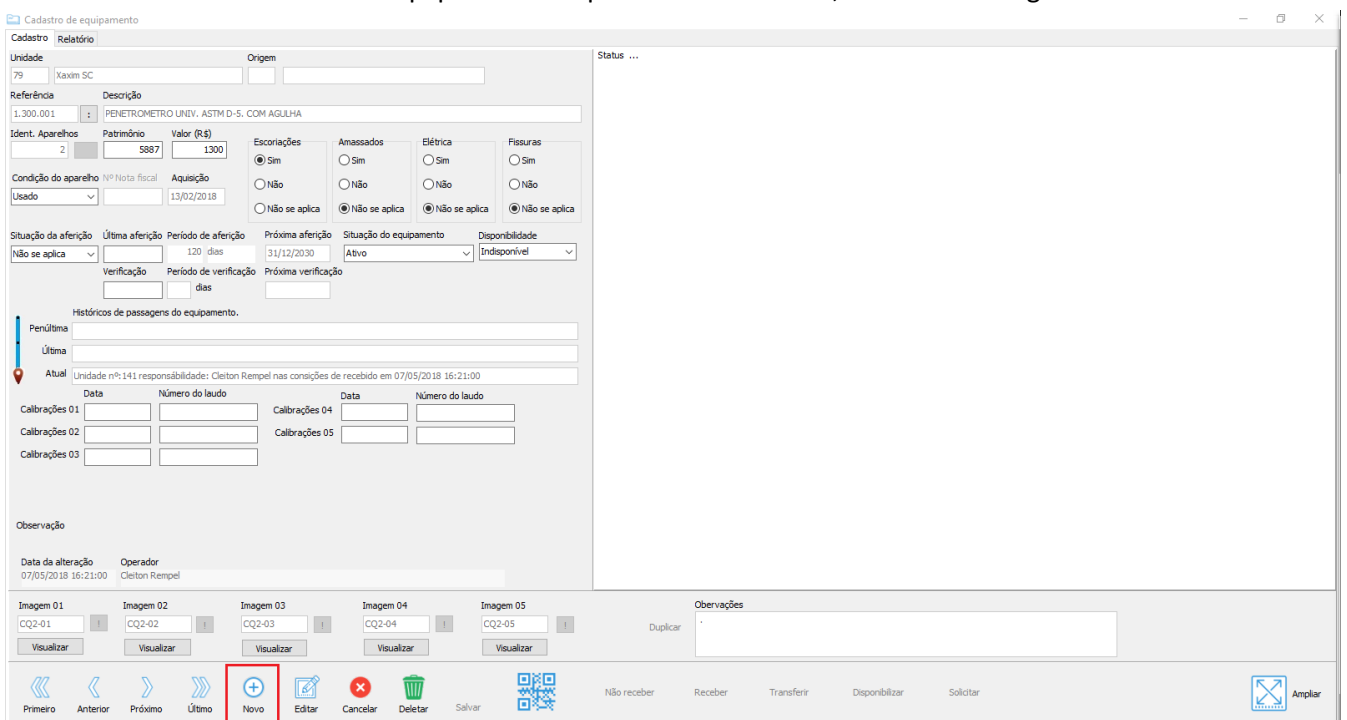 Cadastro de equipamento
Cadastro Relatório
Unidade Origem Status ...
79 Xaxim SC
Referência Descrição
1.300.001 : PENETROMETRO UNIV. ASTM D-5. COM AGULHA
Ident. Aparelhos Patrimônio Valor (R$)
2 5887 1300
Escoriações Amassados Elétrica Fissuras
Sim Sim Sim Sim
Condição do aparelho Nº Nota fiscal Aquisição
Não Não Não Não
Usado 13/02/2018
Não se aplica Não se aplica Não se aplica Não se aplica
Situação da aferição Última aferição Período de aferição Próxima aferição Situação do equipamento Disponibilidade
Não se aplica 120 dias 31/12/2030 Ativo Indisponível
Verificação Período de verificação Próxima verificação
dias
Históricos de passagens do equipamento.
Penúltima
Última
Atual Unidade nº:141 responsábilidade: Cleiton Rempel nas consições de recebido em 07/05/2018 16:21:00
Data Número do laudo Data Número do laudo
Calibrações 01 Calibrações 04
Calibrações 02 Calibrações 05
Calibrações 03
Observação
Data da alteração Operador
07/05/2018 16:21:00 Cleiton Rempel
Imagem 01 Imagem 02 Imagem 03 Imagem 04 Imagem 05 Obervações
CQ2-01 ! CQ2-02 ! CQ2-03 ! CQ2-04 ! CQ2-05 ! Duplicar .
Visualizar Visualizar Visualizar Visualizar Visualizar
Primeiro Anterior Próximo Último Novo Editar Cancelar Deletar Salvar Não receber Receber Transferir Disponibilizar Solicitar Ampliar